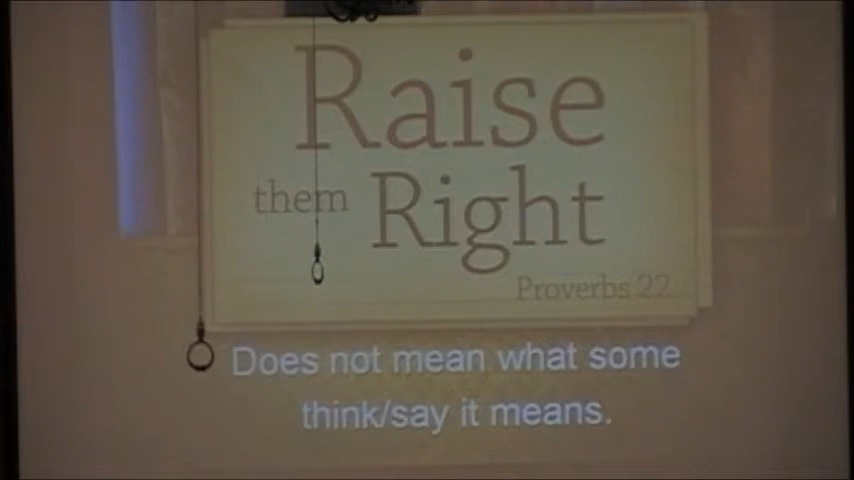 Raise
them Right
Proverbs 22
Does not mean what some
think/say it means.